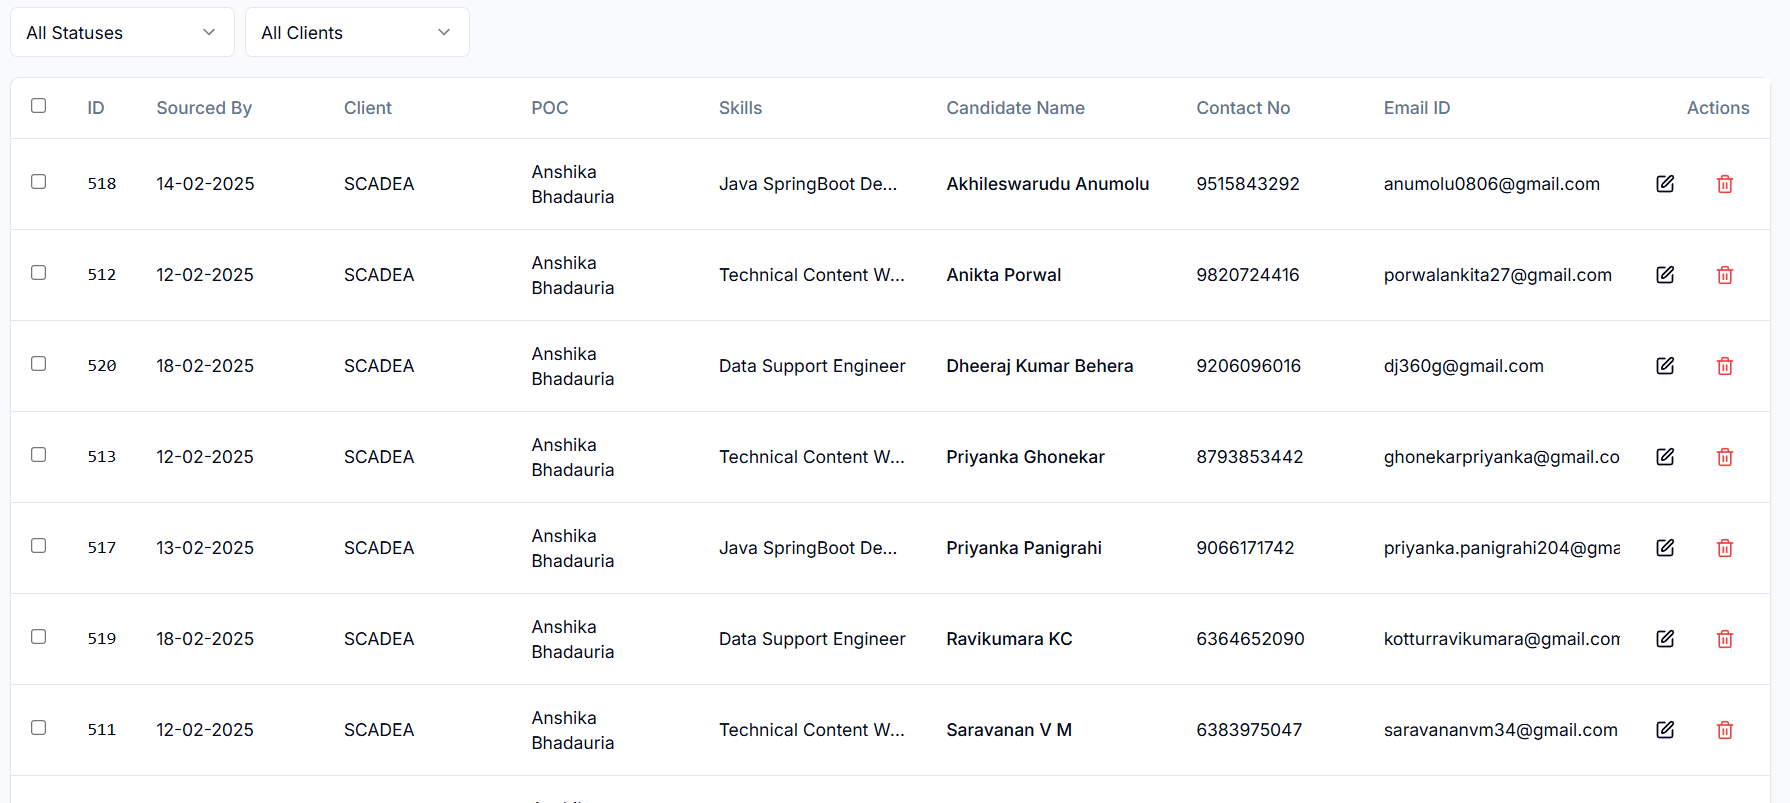 All Statuses All Clients
ID Sourced By Client POC Skills Candidate Name Contact No Email ID Actions
518 14-02-2025 SCADEA Anshika Bhadauria Java SpringBoot De... Akhileswarudu Anumolu 9515843292 anumolu0806@gmail.com
512 12-02-2025 SCADEA Anshika Bhadauria Technical Content W... Anikta Porwal 9820724416 porwalankita27@gmail.com
520 18-02-2025 SCADEA Anshika Bhadauria Data Support Engineer Dheeraj Kumar Behera 9206096016 dj360g@gmail.com
513 12-02-2025 SCADEA Anshika Bhadauria Technical Content W... Priyanka Ghonekar 8793853442 ghonekarpriyanka@gmail.co
517 13-02-2025 SCADEA Anshika Bhadauria Java SpringBoot De... Priyanka Panigrahi 9066171742 priyanka.panigrahi204@gma
519 18-02-2025 SCADEA Anshika Bhadauria Data Support Engineer Ravikumara KC 6364652090 kotturravikumara@gmail.com
511 12-02-2025 SCADEA Anshika Bhadauria Technical Content W... Saravanan V M 6383975047 saravananvm34@gmail.com